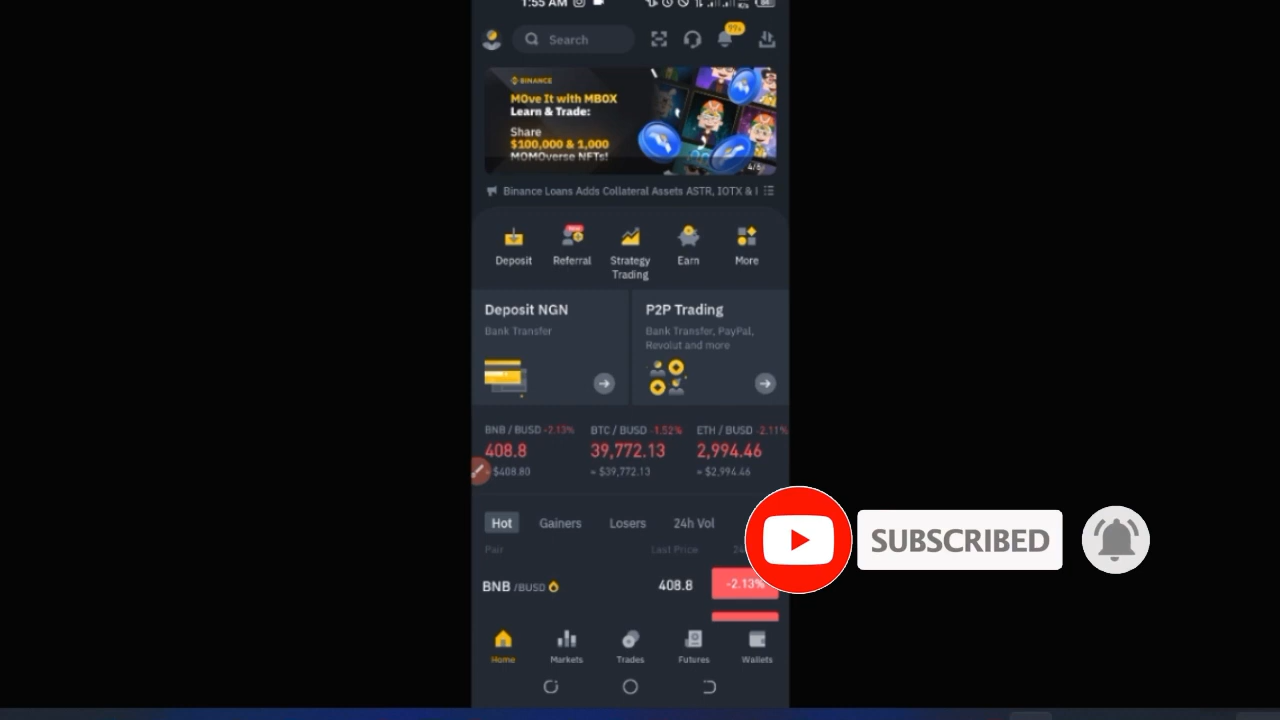 1:55 AM
Search
99+
BINANCE
MOve It with MBOX
Learn & Trade:
Share
$100,000 & 1,000
MOMOverse NFTs!
4/6
Binance Loans Adds Collateral Assets ASTR, IOTX &
Deposit
Referral
Strategy
Trading
Earn
More
Deposit NGN
Bank Transfer
P2P Trading
Bank Transfer, PayPal,
Revolut and more
BNB / BUSD -2.13%
BTC / BUSD -1.52%
ETH / BUSD -2.11%
408.8
39,772.13
2,994.46
$408.80
≈ $39,772.13
≈ $2,994.46
Hot
Gainers
Losers
24h Vol
Pair
Last Price
BNB /BUSD
408.8
-2.13%
SUBSCRIBED
Home
Markets
Trades
Futures
Wallets